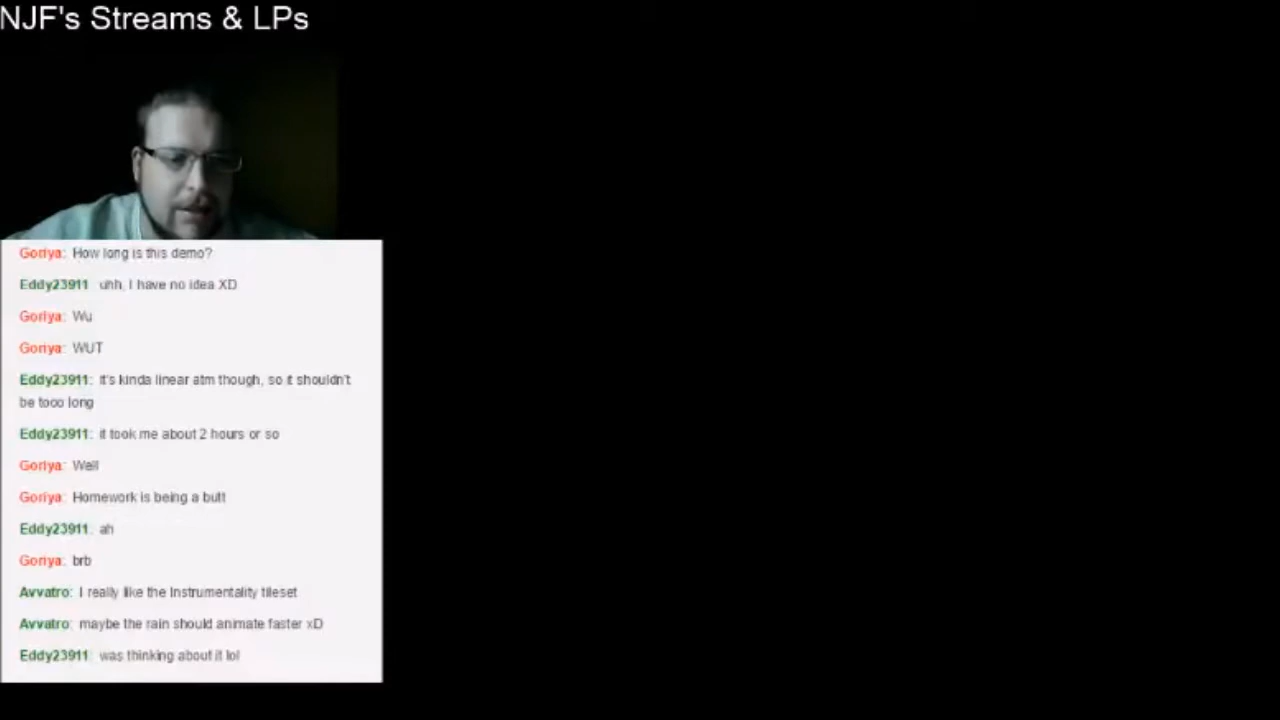 NJF's Streams & LPs
Goriya: How long is this demo?
Eddy23911: uhh, I have no idea XD
Goriya: Wu
Goriya: WUT
Eddy23911: it's kinda linear atm though, so it shouldn't
be tooo long
Eddy23911: it took me about 2 hours or so
Goriya: Well
Goriya: Homework is being a butt
Eddy23911: ah
Goriya: brb
Avvatro: I really like the Instrumentality tileset
Avvatro: maybe the rain should animate faster xD
Eddy23911: was thinking about it lol